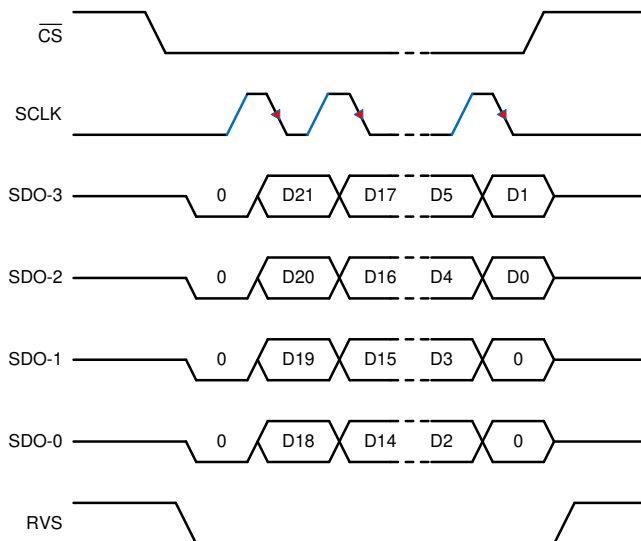 CS
SCLK
SDO-3 0 D21 D17 D5 D1
SDO-2 0 D20 D16 D4 D0
SDO-1 0 D19 D15 D3 0
SDO-0 0 D18 D14 D2 0
RVS